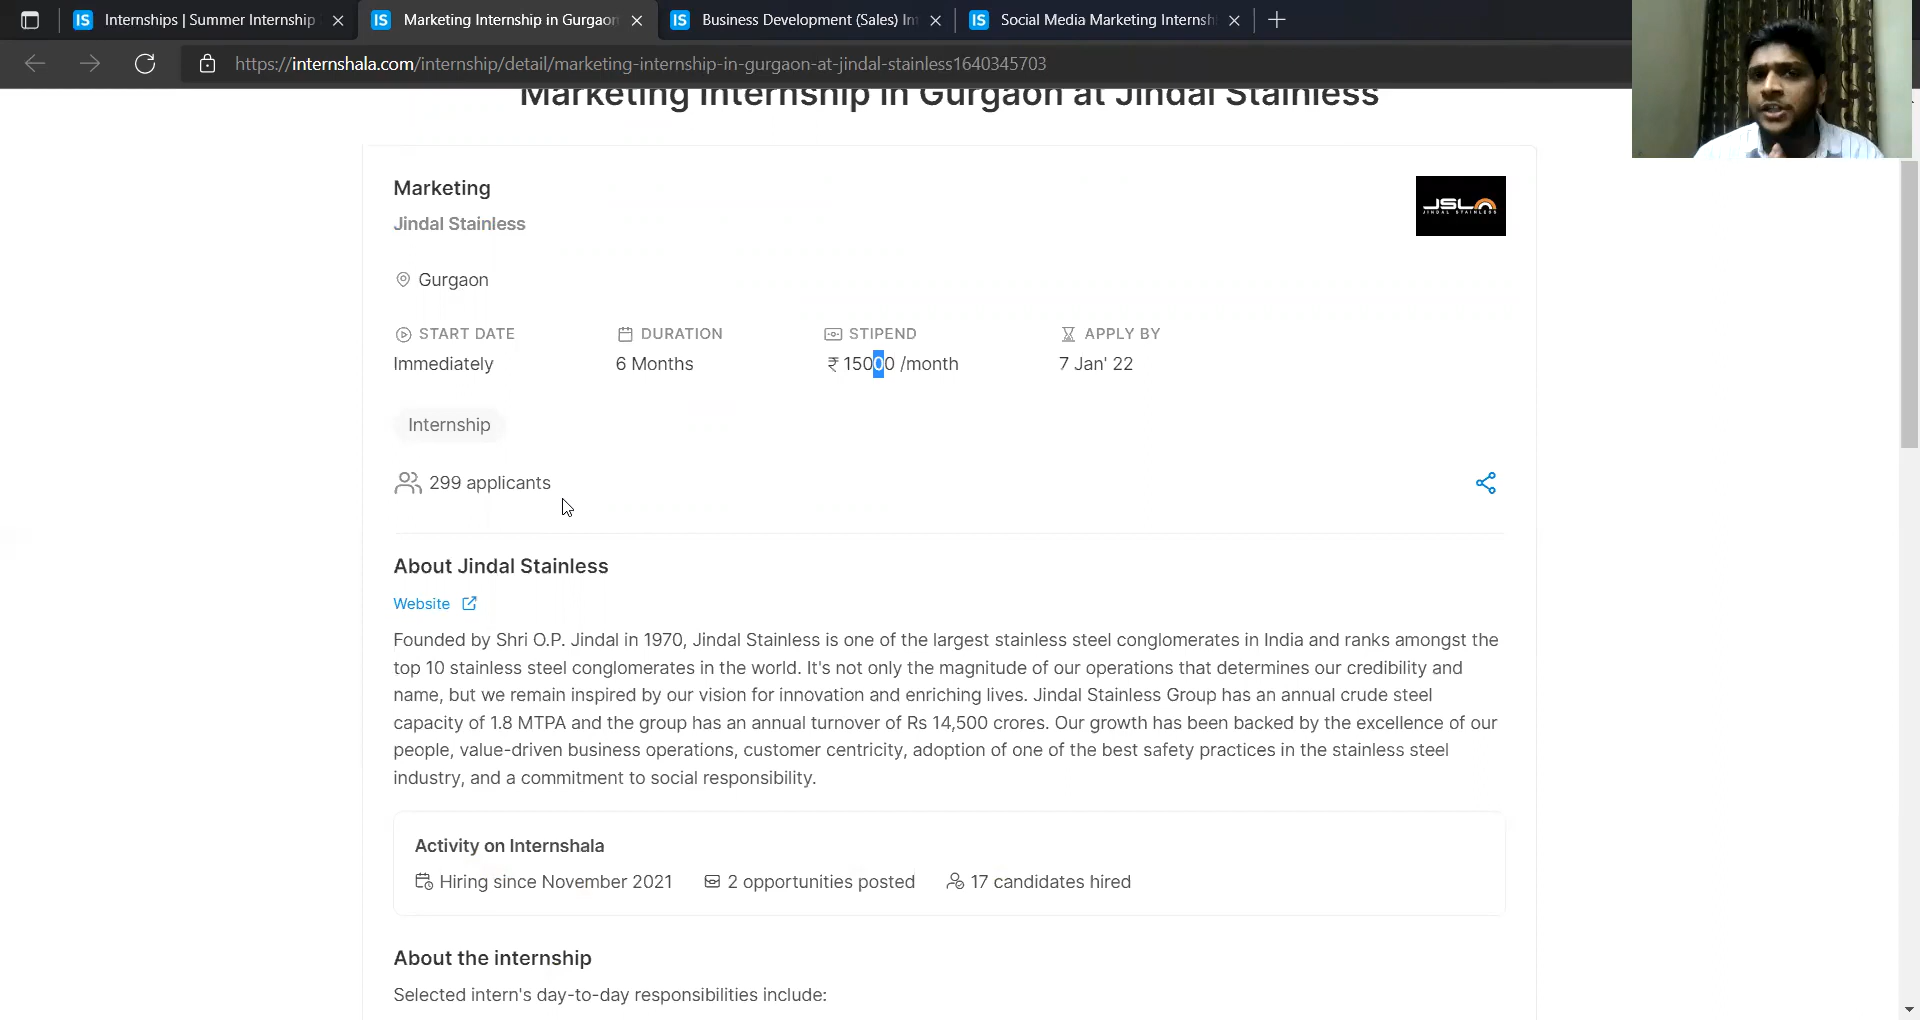 Internships | Summer Internship
Marketing Internship in Gurgaon
Business Development (Sales) In
Social Media Marketing Internsh
https://internshala.com/internship/detail/marketing-internship-in-gurgaon-at-jindal-stainless1640345703
Marketing Internship in Gurgaon at Jindal Stainless
Marketing
Jindal Stainless
JSL
JINDAL STAINLESS
Gurgaon
START DATE
Immediately
DURATION
6 Months
STIPEND
₹ 15000 /month
APPLY BY
7 Jan' 22
Internship
299 applicants
About Jindal Stainless
Website
Founded by Shri O.P. Jindal in 1970, Jindal Stainless is one of the largest stainless steel conglomerates in India and ranks amongst the
top 10 stainless steel conglomerates in the world. It's not only the magnitude of our operations that determines our credibility and
name, but we remain inspired by our vision for innovation and enriching lives. Jindal Stainless Group has an annual crude steel
capacity of 1.8 MTPA and the group has an annual turnover of Rs 14,500 crores. Our growth has been backed by the excellence of our
people, value-driven business operations, customer centricity, adoption of one of the best safety practices in the stainless steel
industry, and a commitment to social responsibility.
Activity on Internshala
Hiring since November 2021
2 opportunities posted
17 candidates hired
About the internship
Selected intern's day-to-day responsibilities include: